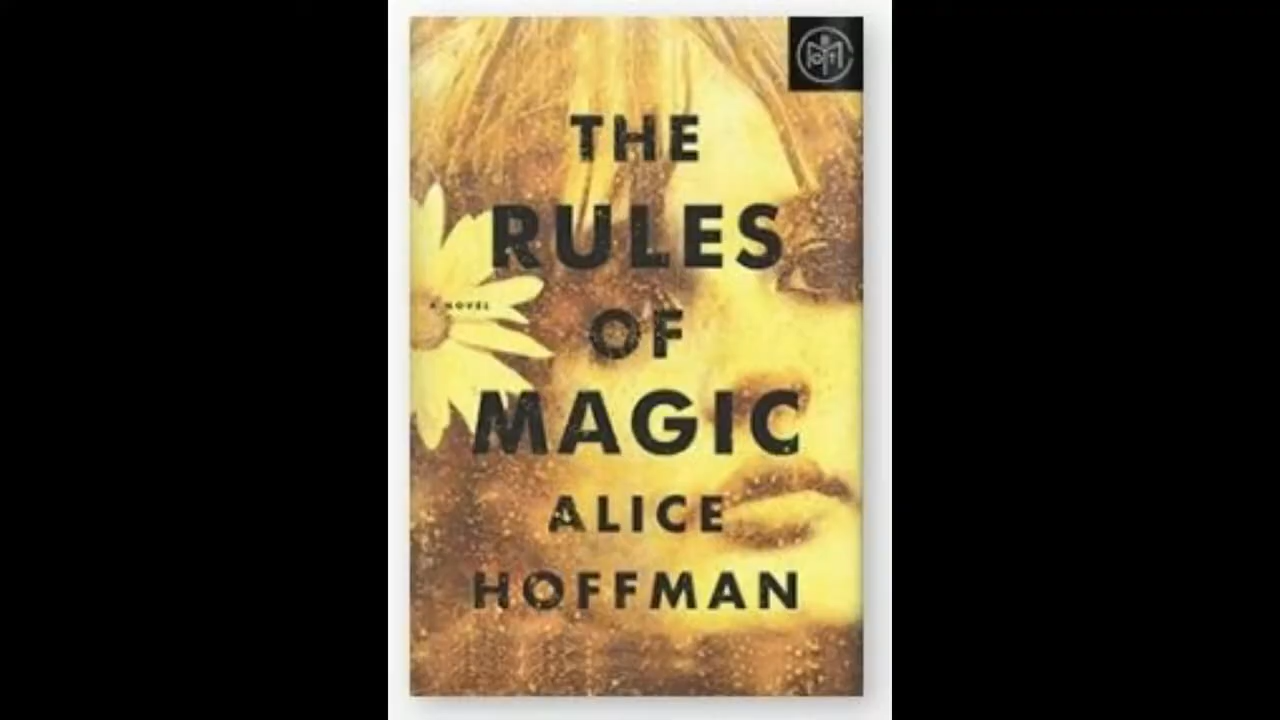 THE
RULES
OF
MAGIC
A NOVEL
ALICE
HOFFMAN